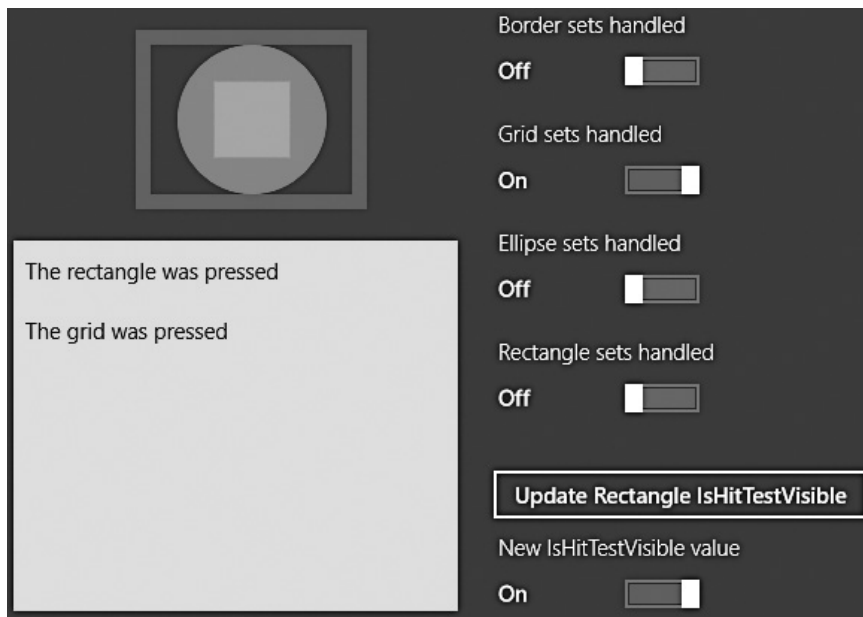 Border sets handled
Off
Grid sets handled
On
Ellipse sets handled
Off
The rectangle was pressed
The grid was pressed
Rectangle sets handled
Off
Update Rectangle IsHitTestVisible
New IsHitTestVisible value
On